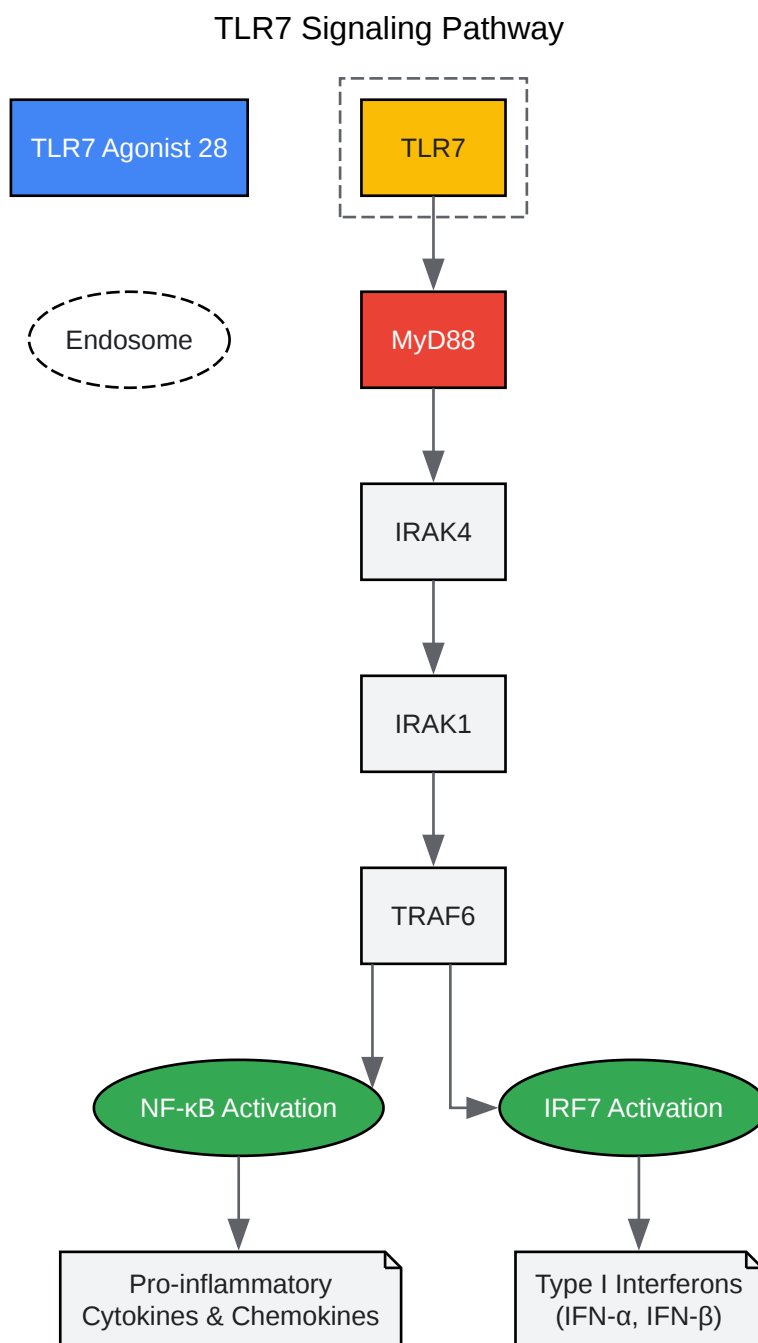 TLR7 Signaling Pathway
TLR7 Agonist 28
TLR7
Endosome
MyD88
IRAK4
IRAK1
TRAF6
NF-κB Activation
IRF7 Activation
Pro-inflammatory
Cytokines & Chemokines
Type I Interferons
(IFN-α, IFN-β)